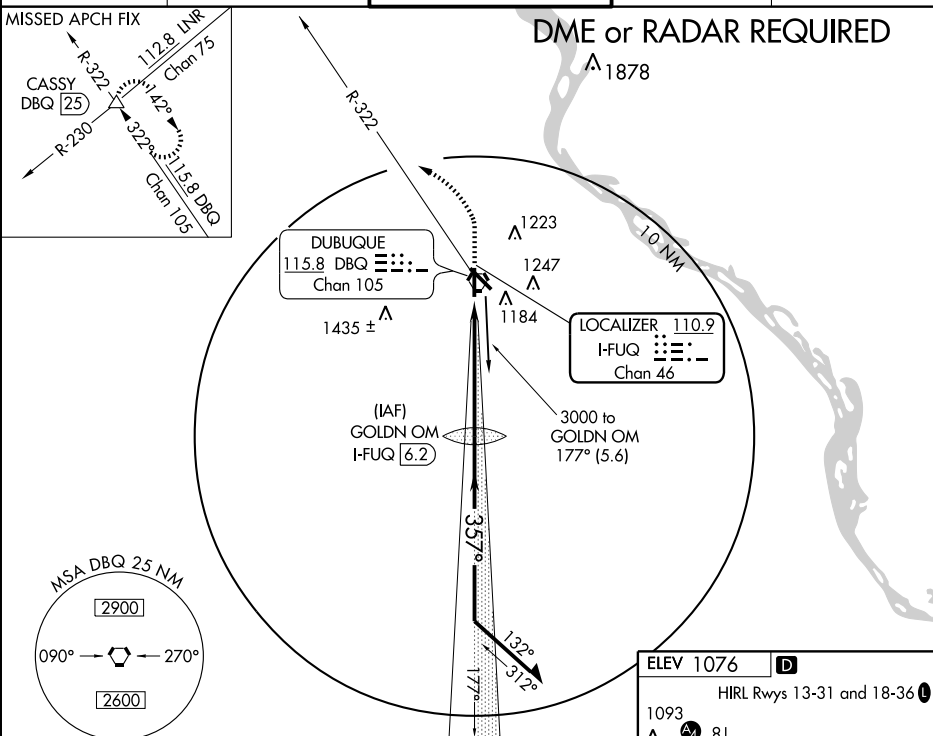 MISSED APCH FIX
R-322
112.8 LNR
Chan 75
CASSY
DBQ 25
142°
R-230
322°
115.8 DBQ
Chan 105
DME or RADAR REQUIRED
1878
R-322
1223
10 NM
DUBUQUE
115.8 DBQ
Chan 105
1247
1184
1435 ±
LOCALIZER 110.9
I-FUQ
Chan 46
(IAF)
GOLDN OM
I-FUQ 6.2
3000 to
GOLDN OM
177° (5.6)
357°
MSA DBQ 25 NM
2900
090°
270°
2600
132°
312°
177°
ELEV 1076
D
HIRL Rwys 13-31 and 18-36 L
1093